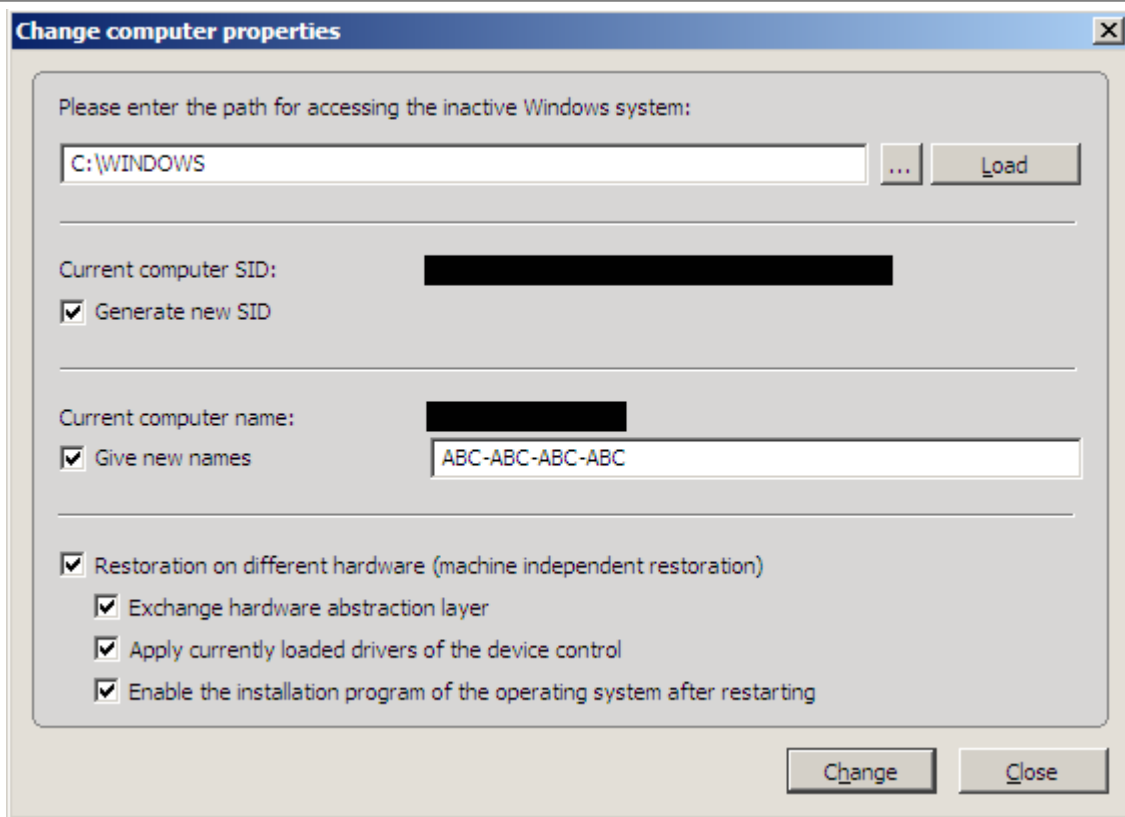 Change computer properties
Please enter the path for accessing the inactive Windows system:
C:\WINDOWS
...
Load
Current computer SID:
Generate new SID
Current computer name:
Give new names
ABC-ABC-ABC-ABC
Restoration on different hardware (machine independent restoration)
Exchange hardware abstraction layer
Apply currently loaded drivers of the device control
Enable the installation program of the operating system after restarting
Change
Close